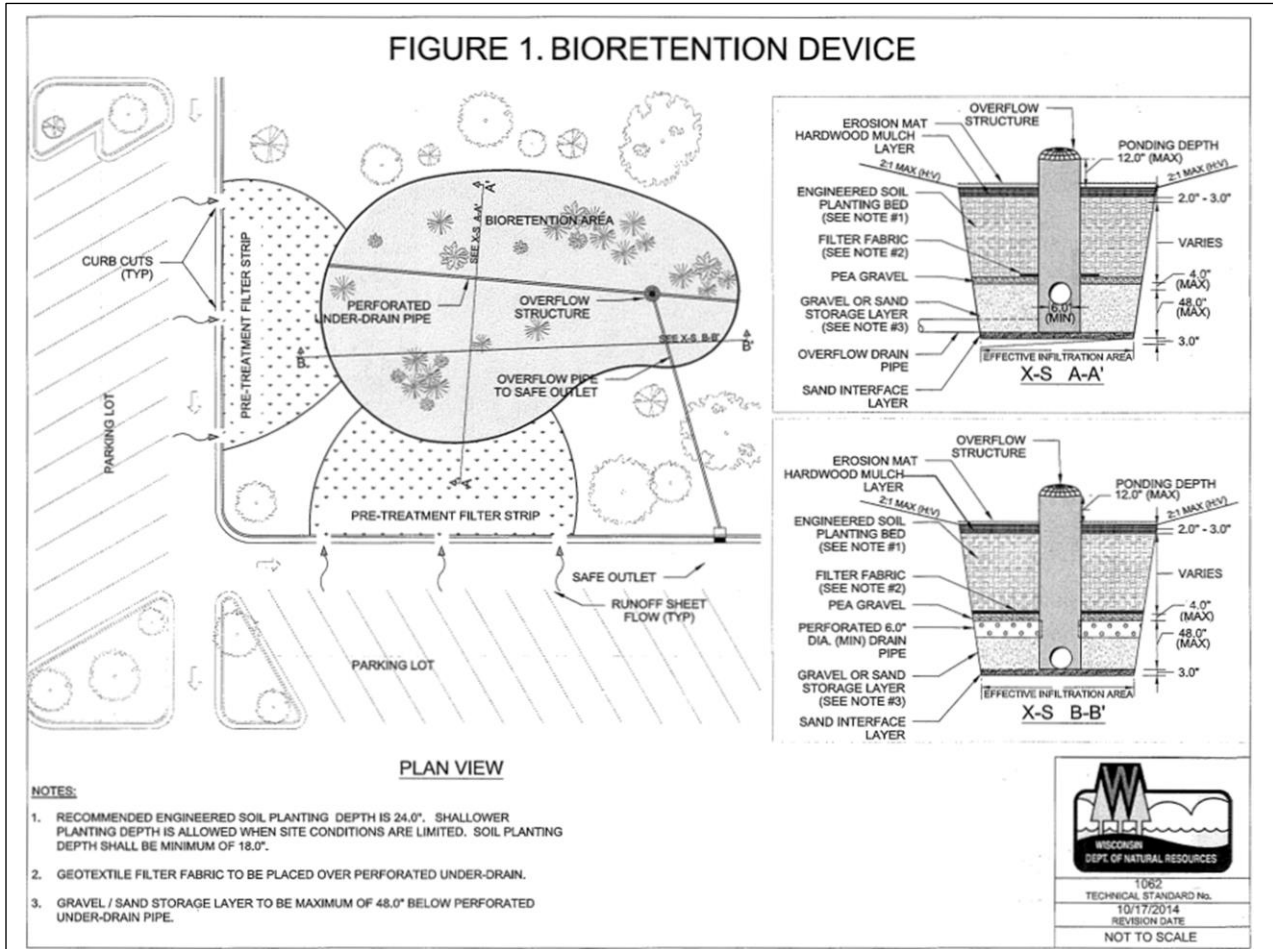 FIGURE 1. BIORETENTION DEVICE
CURB CUTS
(TYP)
PARKING LOT
PRE-TREATMENT FILTER STRIP
A'
SEE X-S A-A'
BIORETENTION AREA
PERFORATED
UNDER-DRAIN PIPE
OVERFLOW
STRUCTURE
SEE X-S B-B'
B
B'
OVERFLOW PIPE
TO SAFE OUTLET
A
PRE-TREATMENT FILTER STRIP
SAFE OUTLET
RUNOFF SHEET
FLOW (TYP)
PARKING LOT
PLAN VIEW
OVERFLOW
STRUCTURE
EROSION MAT
HARDWOOD MULCH
LAYER
PONDING DEPTH
12.0" (MAX)
2:1 MAX (H:V)
2:1 MAX (H:V)
ENGINEERED SOIL
PLANTING BED
(SEE NOTE #1)
2.0" - 3.0"
FILTER FABRIC
(SEE NOTE #2)
VARIES
PEA GRAVEL
4.0"
(MAX)
GRAVEL OR SAND
STORAGE LAYER
(SEE NOTE #3)
6.0"
(MIN)
48.0"
(MAX)
OVERFLOW DRAIN
PIPE
3.0"
EFFECTIVE INFILTRATION AREA
SAND INTERFACE
LAYER
X-S A-A'
OVERFLOW
STRUCTURE
EROSION MAT
HARDWOOD MULCH
LAYER
PONDING DEPTH
12.0" (MAX)
2:1 MAX (H:V)
2:1 MAX (H:V)
ENGINEERED SOIL
PLANTING BED
(SEE NOTE #1)
2.0" - 3.0"
FILTER FABRIC
(SEE NOTE #2)
VARIES
PEA GRAVEL
4.0"
(MAX)
PERFORATED 6.0"
DIA. (MIN) DRAIN
PIPE
48.0"
(MAX)
GRAVEL OR SAND
STORAGE LAYER
(SEE NOTE #3)
3.0"
EFFECTIVE INFILTRATION AREA
SAND INTERFACE
LAYER
X-S B-B'
NOTES:
1. RECOMMENDED ENGINEERED SOIL PLANTING DEPTH IS 24.0". SHALLOWER
PLANTING DEPTH IS ALLOWED WHEN SITE CONDITIONS ARE LIMITED. SOIL PLANTING
DEPTH SHALL BE MINIMUM OF 18.0".
2. GEOTEXTILE FILTER FABRIC TO BE PLACED OVER PERFORATED UNDER-DRAIN.
3. GRAVEL / SAND STORAGE LAYER TO BE MAXIMUM OF 48.0" BELOW PERFORATED
UNDER-DRAIN PIPE.
WISCONSIN
DEPT. OF NATURAL RESOURCES
1062
TECHNICAL STANDARD No.
10/17/2014
REVISION DATE
NOT TO SCALE